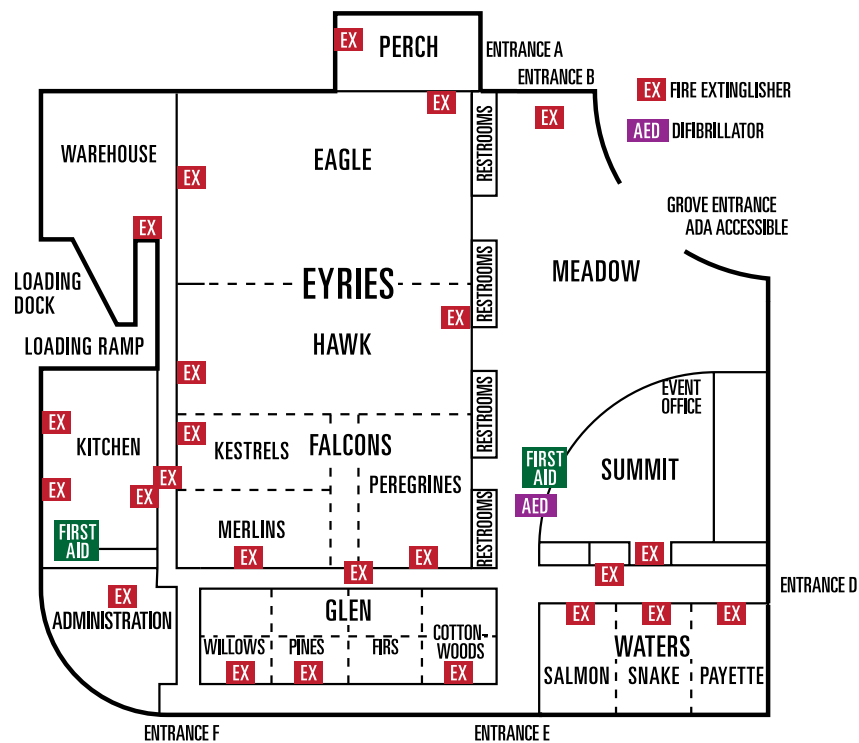 EX
PERCH
ENTRANCE A
ENTRANCE B
EX FIRE EXTINGLISHER
AED DIFIBRILLATOR
EX
EX
WAREHOUSE
EAGLE
RESTROOMS
EX
EX
GROVE ENTRANCE
ADA ACCESSIBLE
LOADING
DOCK
EYRIES
RESTROOMS
MEADOW
EX
LOADING RAMP
HAWK
EX
RESTROOMS
EVENT
OFFICE
EX
KITCHEN
EX
KESTRELS
FALCONS
PEREGRINES
FIRST
AID
SUMMIT
EX
EX
EX
AED
FIRST
AID
MERLINS
EX
EX
RESTROOMS
EX
EX
EX
ENTRANCE D
EX
ADMINISTRATION
GLEN
WILLOWS
PINES
FIRS
COTTON-
WOODS
EX
EX
EX
EX
EX
EX
WATERS
SALMON
SNAKE
PAYETTE
ENTRANCE F
ENTRANCE E